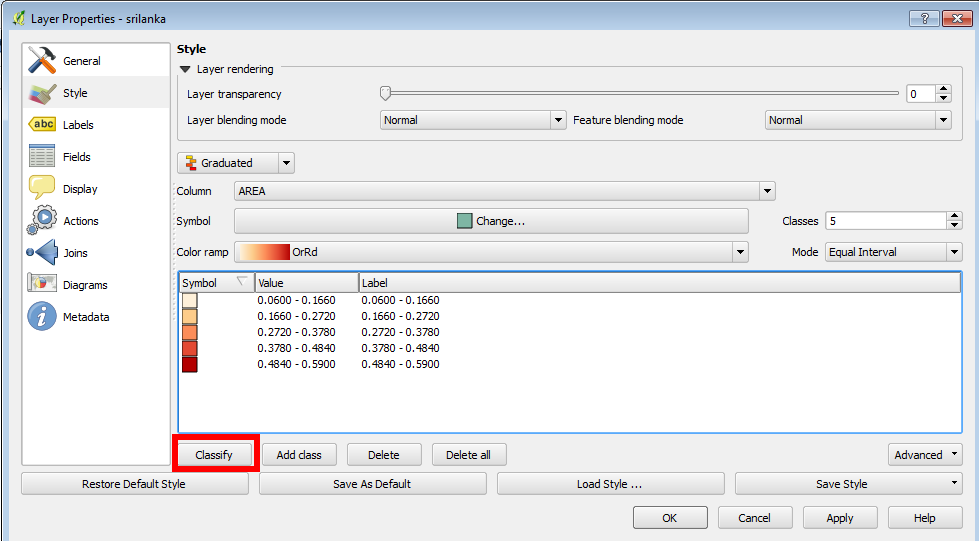 Layer Properties - srilanka
General
Style
Labels
Fields
Display
Actions
Joins
Diagrams
Metadata
abc
Style
Layer rendering
Layer transparency 0
Layer blending mode Normal Feature blending mode Normal
Graduated
Column AREA
Symbol Change... Classes 5
Color ramp OrRd Mode Equal Interval
Symbol Value Label
0.0600 - 0.1660 0.0600 - 0.1660
0.1660 - 0.2720 0.1660 - 0.2720
0.2720 - 0.3780 0.2720 - 0.3780
0.3780 - 0.4840 0.3780 - 0.4840
0.4840 - 0.5900 0.4840 - 0.5900
Classify Add class Delete Delete all Advanced
Restore Default Style Save As Default Load Style ... Save Style
OK Cancel Apply Help